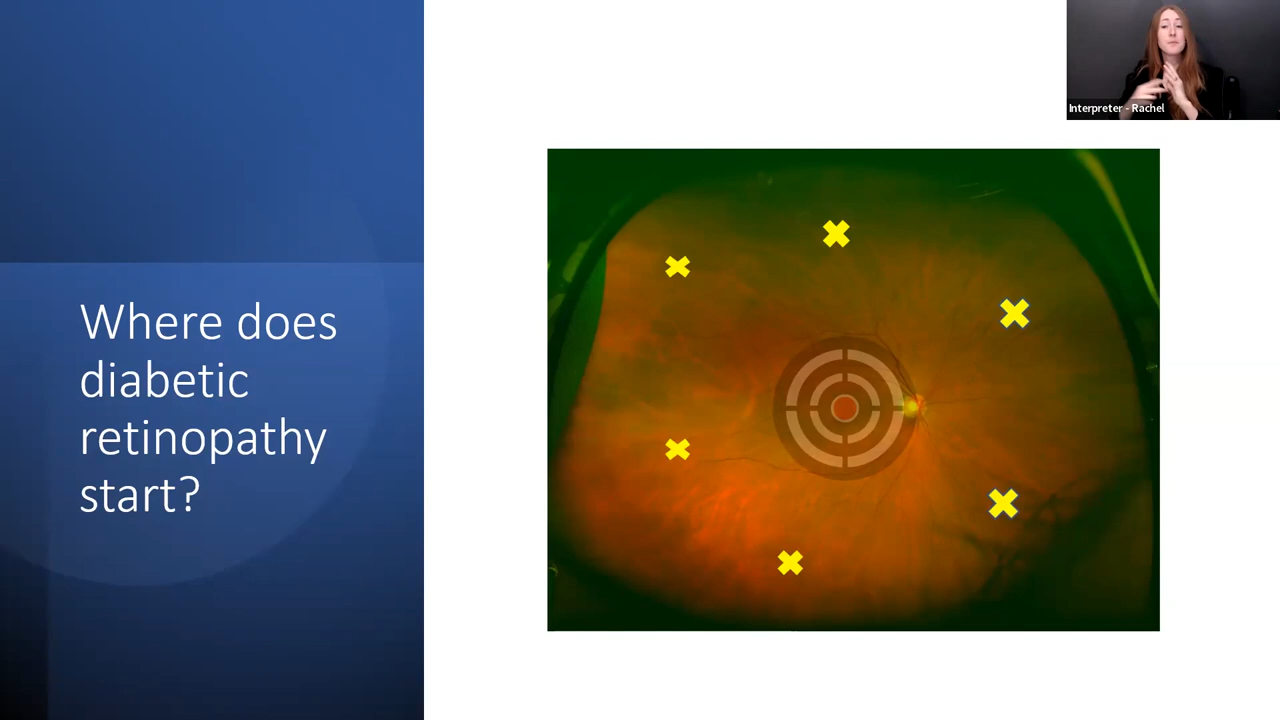 Interpreter - Rachel
Where does
diabetic
retinopathy
start?